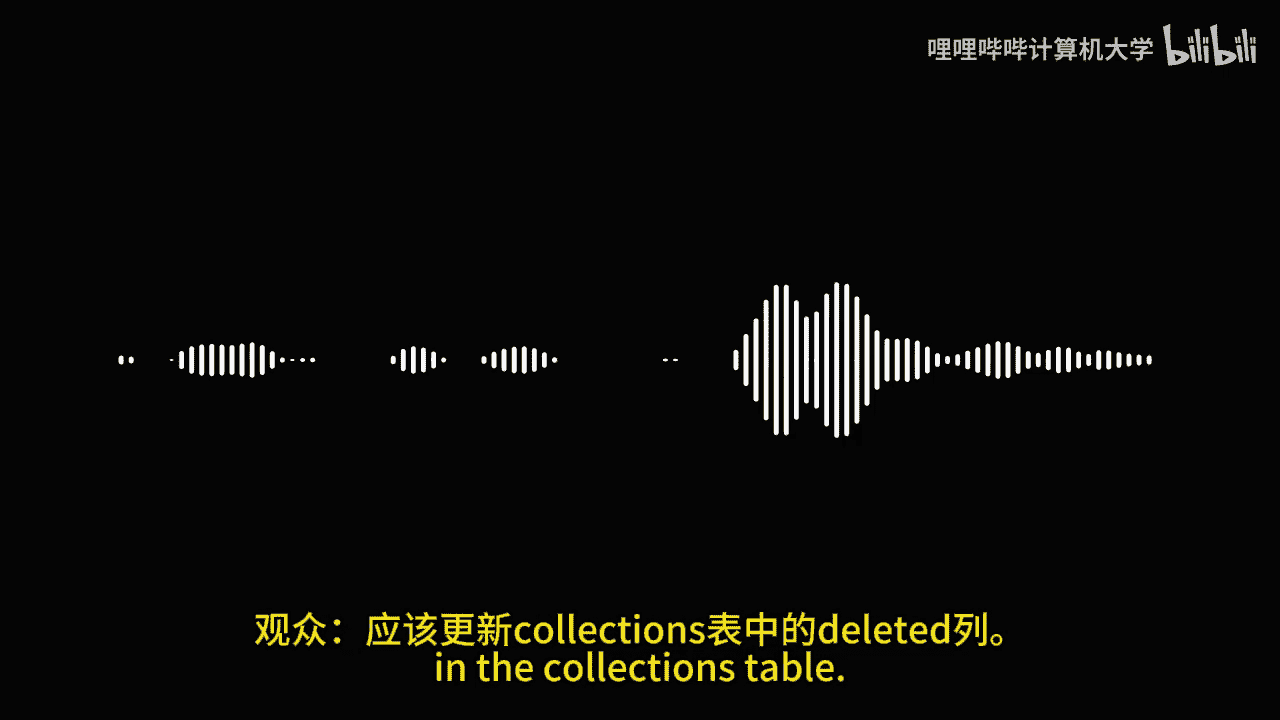 哩哩哔哔计算机大学 bilibili
观众：应该更新collections表中的deleted列。
in the collections table.